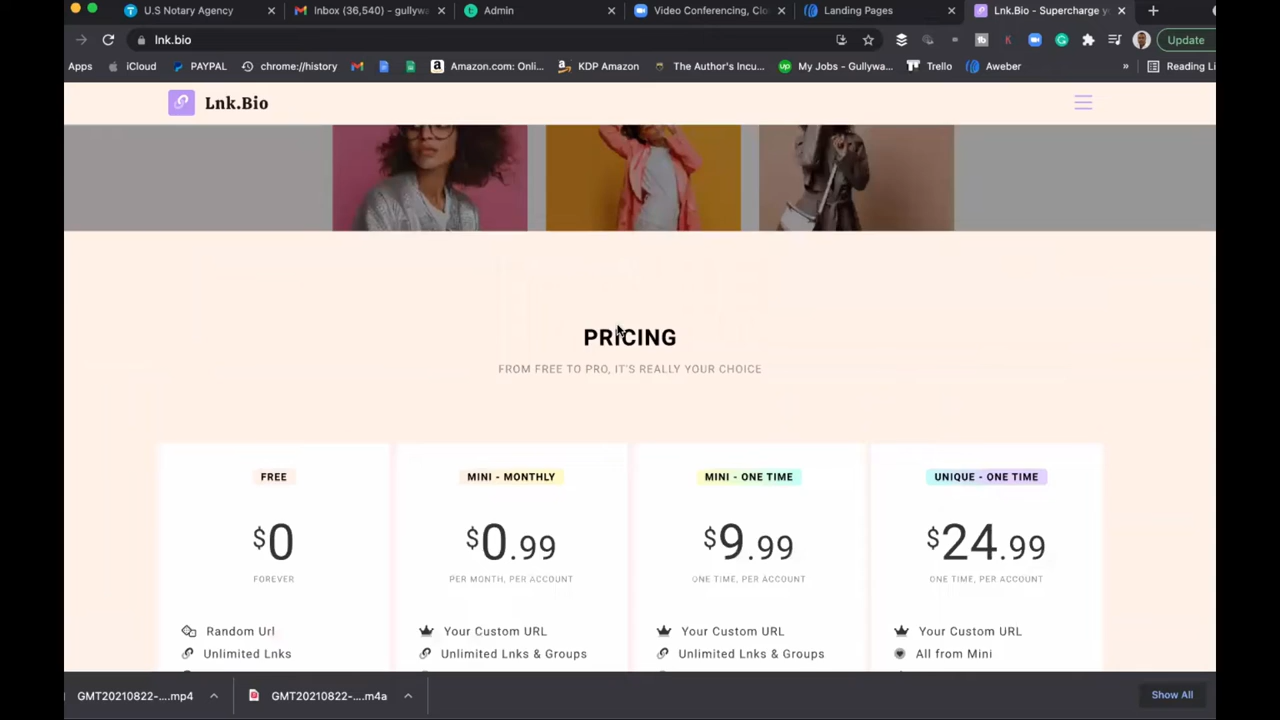 U.S Notary Agency
Inbox (36,540) - gullywa
Admin
Video Conferencing, Clo
Landing Pages
Lnk.Bio - Supercharge y
lnk.bio
Update
Apps
iCloud
PAYPAL
chrome://history
Amazon.com: Onli...
KDP Amazon
The Author's Incu...
My Jobs - Gullywa...
Trello
Aweber
»
Reading Li
Lnk.Bio
PRICING
FROM FREE TO PRO, IT'S REALLY YOUR CHOICE
FREE
$0
FOREVER
Random Url
Unlimited Lnks
MINI - MONTHLY
$0.99
PER MONTH, PER ACCOUNT
Your Custom URL
Unlimited Lnks & Groups
MINI - ONE TIME
$9.99
ONE TIME, PER ACCOUNT
Your Custom URL
Unlimited Lnks & Groups
UNIQUE - ONE TIME
$24.99
ONE TIME, PER ACCOUNT
Your Custom URL
All from Mini
GMT20210822-....mp4
GMT20210822-....m4a
Show All